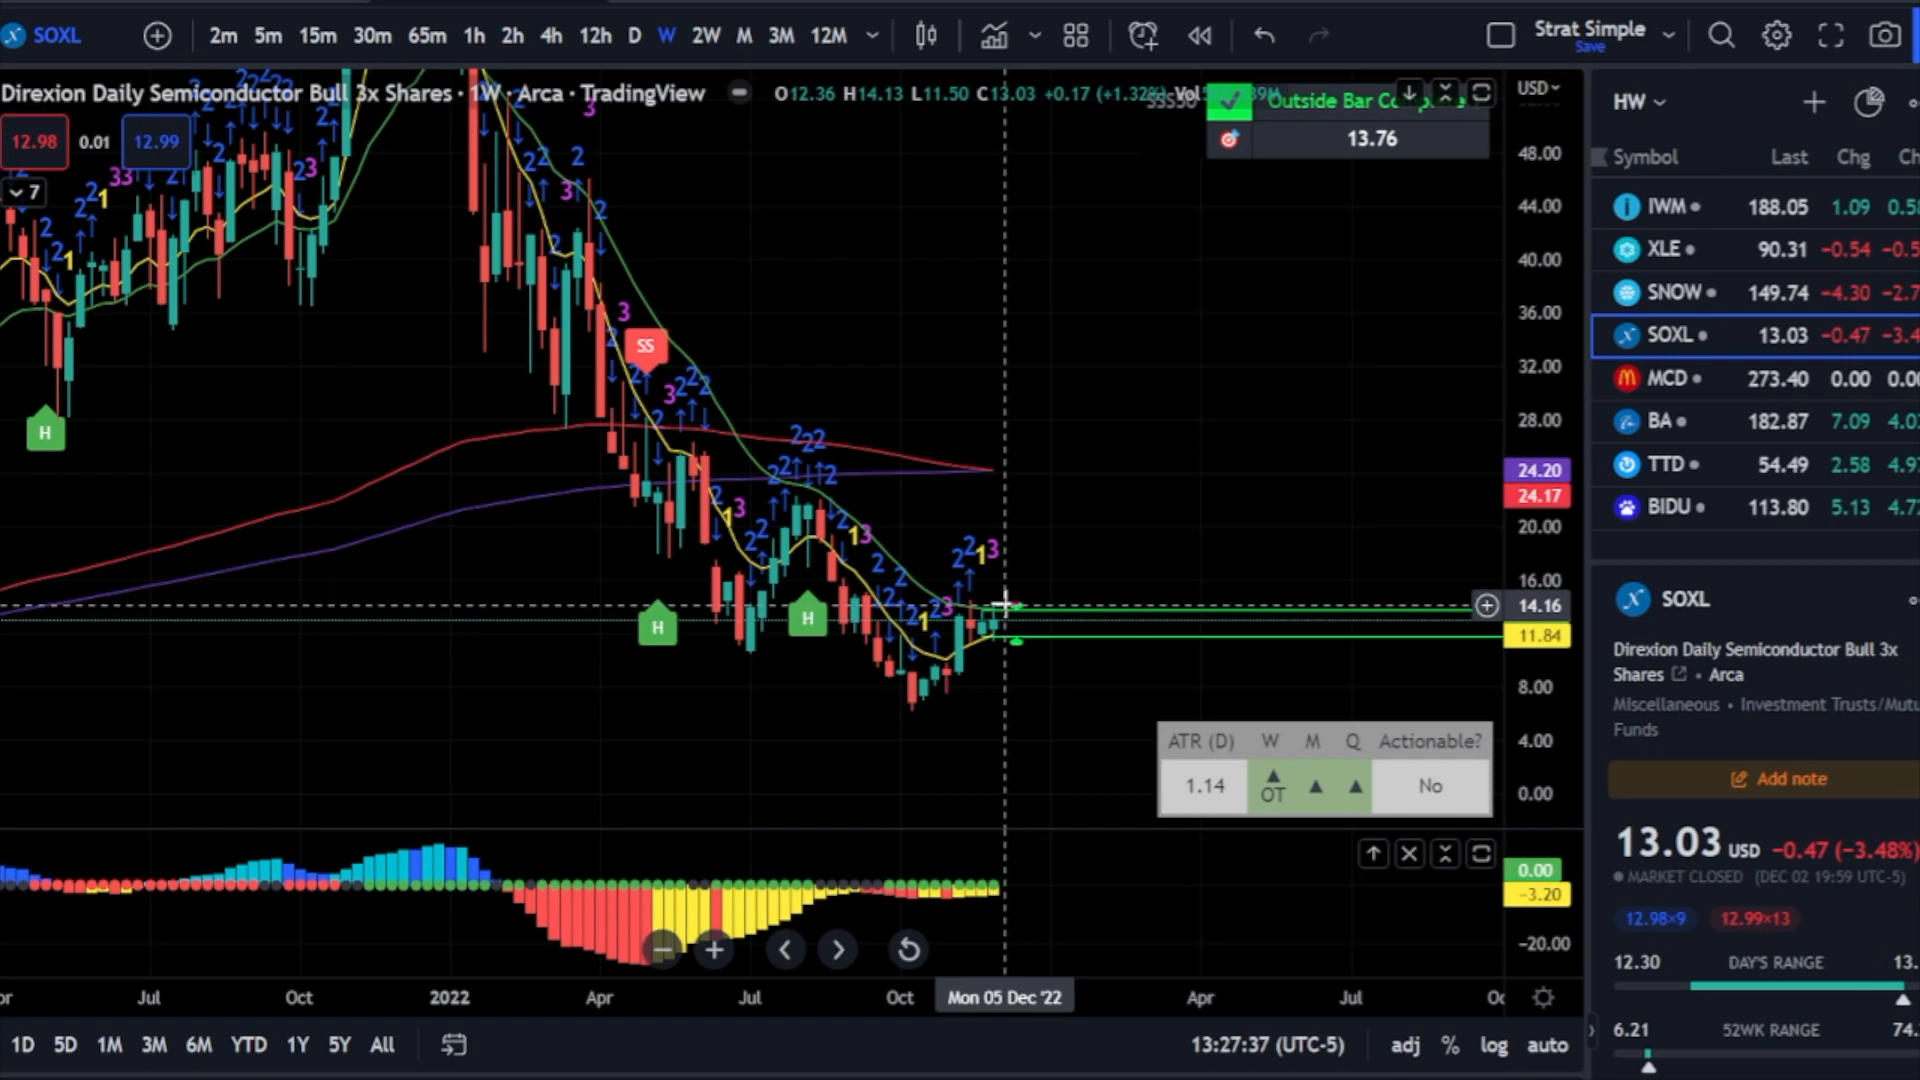 SOXL
2m 5m 15m 30m 65m 1h 2h 4h 12h D W 2W M 3M 12M
Strat Simple
Save
Direxion Daily Semiconductor Bull 3x Shares · 1W · Arca · TradingView
O12.36 H14.13 L11.50 C13.03 +0.17
Vol
Outside Bar
13.76
USD
12.98
0.01
12.99
7
48.00
44.00
40.00
36.00
32.00
28.00
24.20
24.17
20.00
16.00
14.16
11.84
8.00
4.00
0.00
SS
H
H
H
ATR (D) W M Q Actionable?
1.14 OT No
0.00
-3.20
-20.00
Jul Oct 2022 Apr Jul Oct Mon 05 Dec '22 Apr Jul
1D 5D 1M 3M 6M YTD 1Y 5Y All
13:27:37 (UTC-5) adj % log auto
HW
Symbol Last Chg
IWM 188.05 1.09
XLE 90.31 -0.54
SNOW 149.74 -4.30
SOXL 13.03 -0.47
MCD 273.40 0.00
BA 182.87 7.09
TTD 54.49 2.58
BIDU 113.80 5.13
SOXL
Direxion Daily Semiconductor Bull 3x
Shares • Arca
Miscellaneous • Investment Trusts/Mutu
Funds
Add note
13.03 USD -0.47 (-3.48%)
MARKET CLOSED (DEC 02 19:59 UTC-5)
12.98×9 12.99×13
12.30 DAY'S RANGE 13.
6.21 52WK RANGE 74.